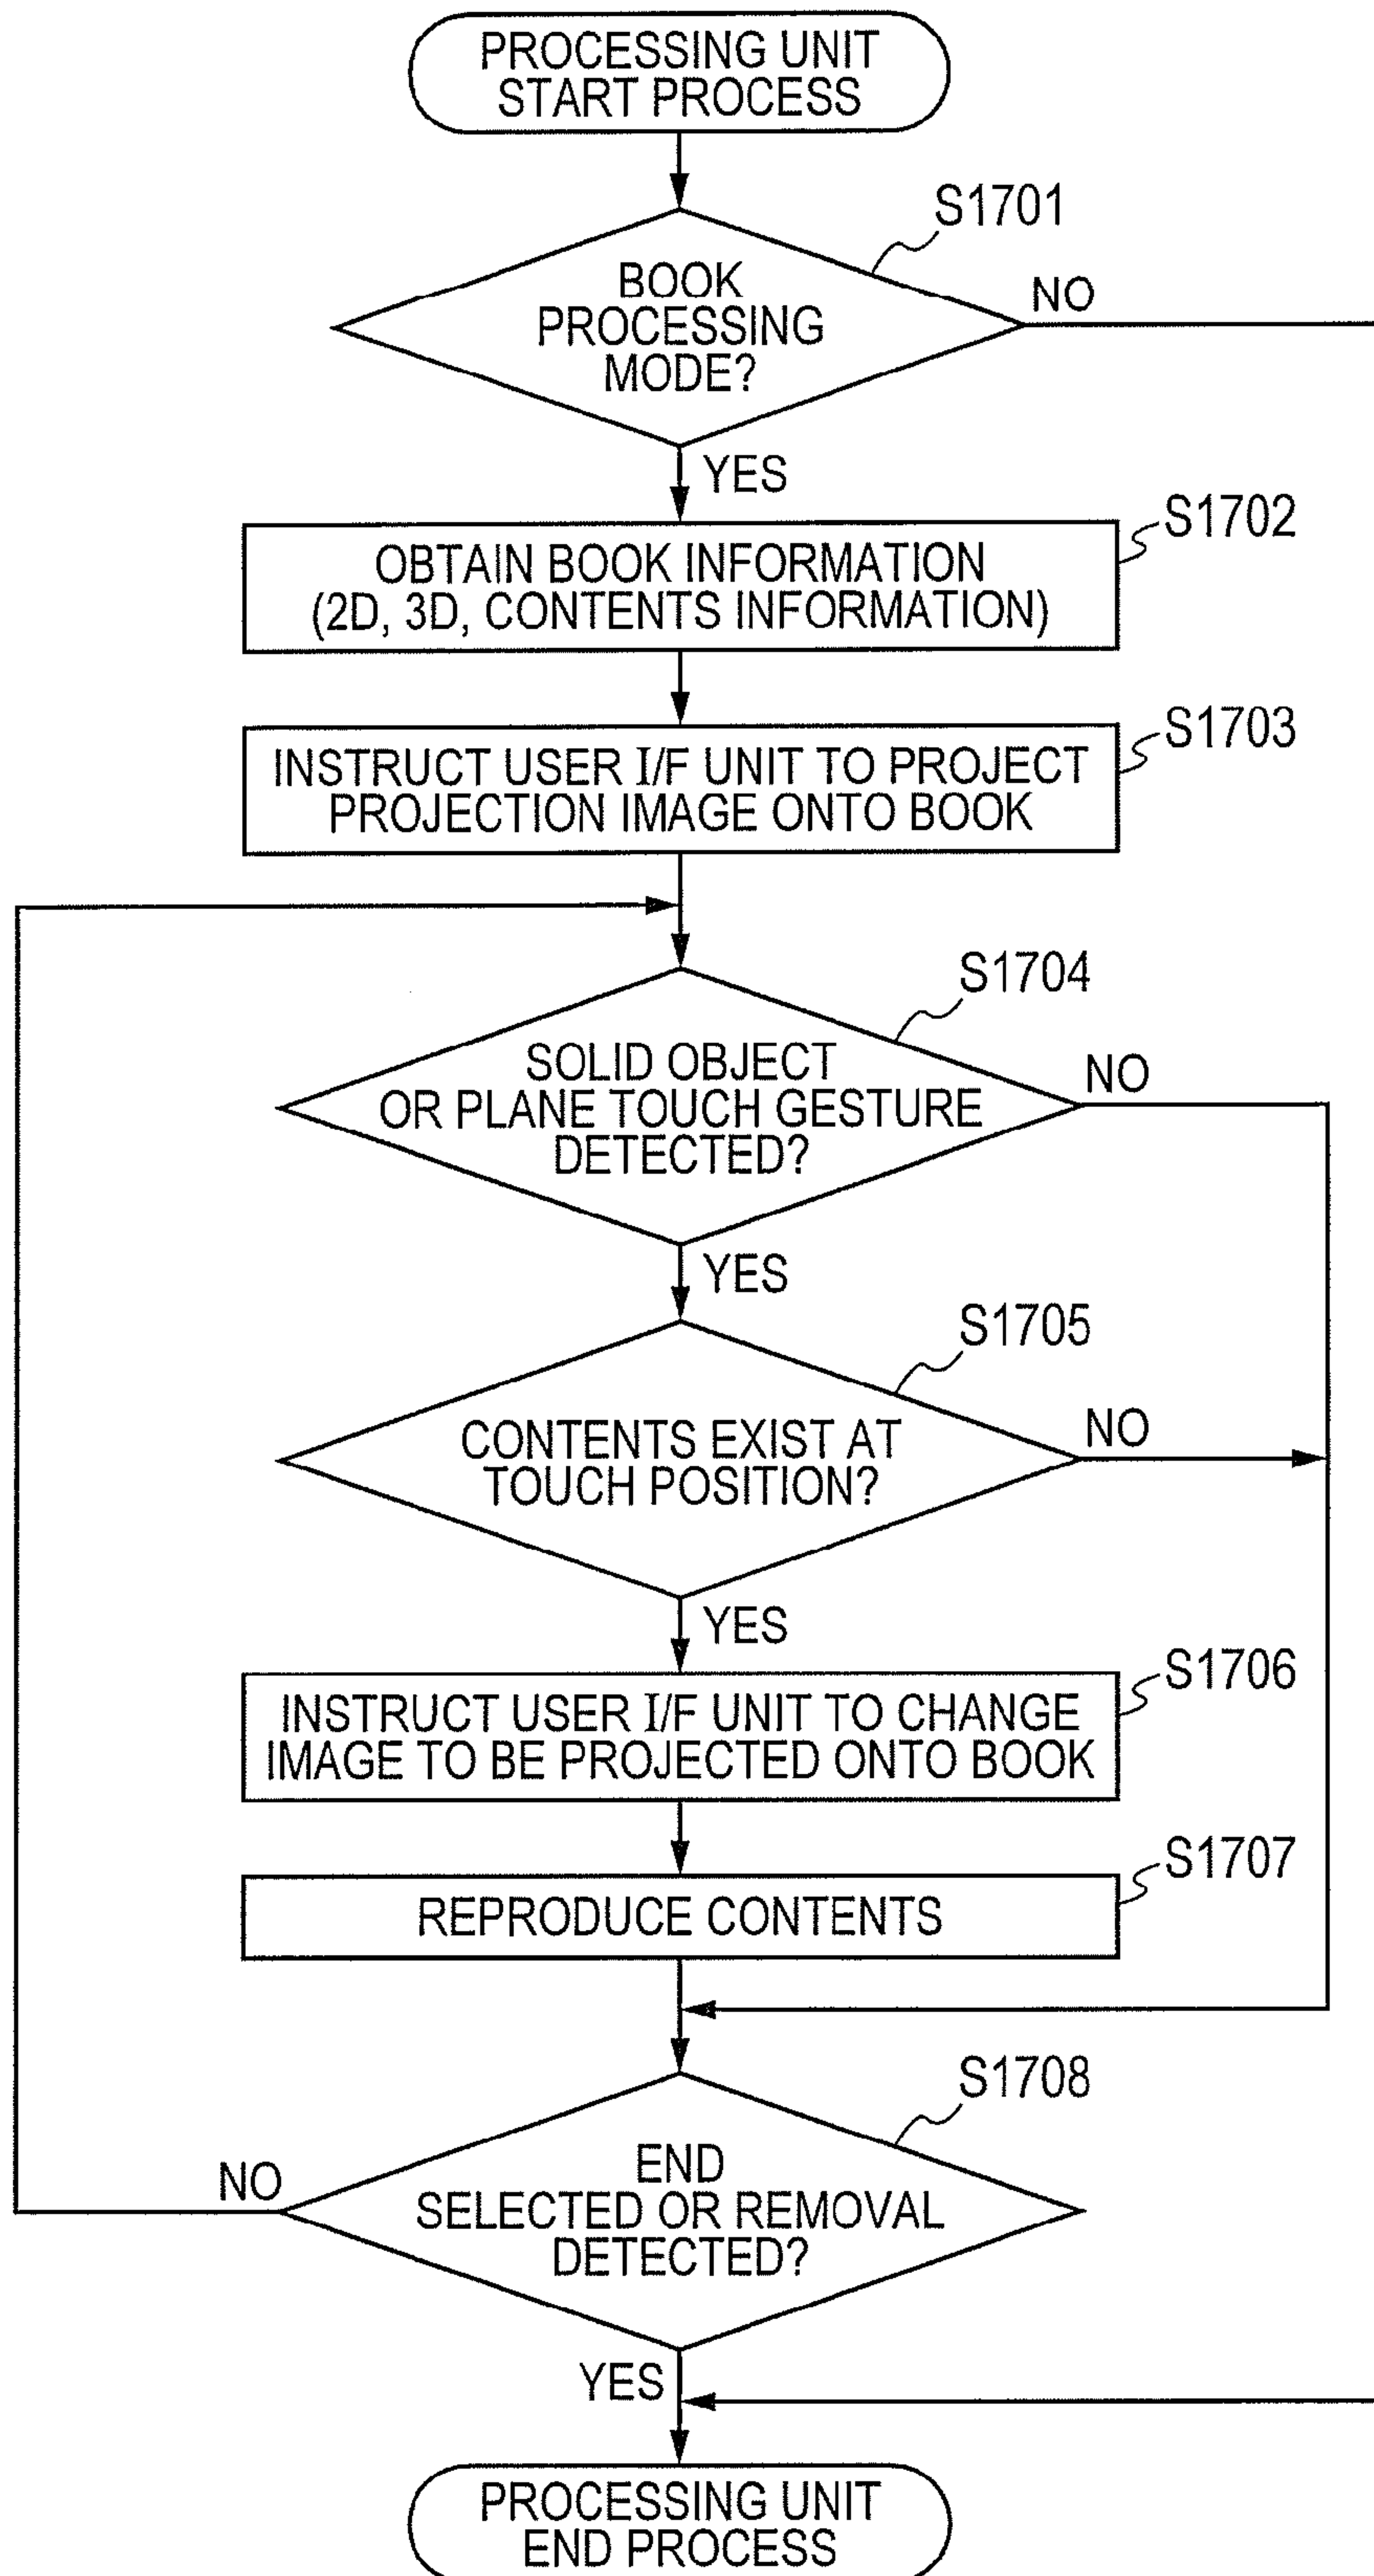 PROCESSING UNIT
START PROCESS
S1701
BOOK
PROCESSING
MODE?
NO
YES
S1702
OBTAIN BOOK INFORMATION
(2D, 3D, CONTENTS INFORMATION)
S1703
INSTRUCT USER I/F UNIT TO PROJECT
PROJECTION IMAGE ONTO BOOK
S1704
SOLID OBJECT
OR PLANE TOUCH GESTURE
DETECTED?
NO
YES
S1705
CONTENTS EXIST AT
TOUCH POSITION?
NO
YES
S1706
INSTRUCT USER I/F UNIT TO CHANGE
IMAGE TO BE PROJECTED ONTO BOOK
S1707
REPRODUCE CONTENTS
S1708
END
SELECTED OR REMOVAL
DETECTED?
NO
YES
PROCESSING UNIT
END PROCESS